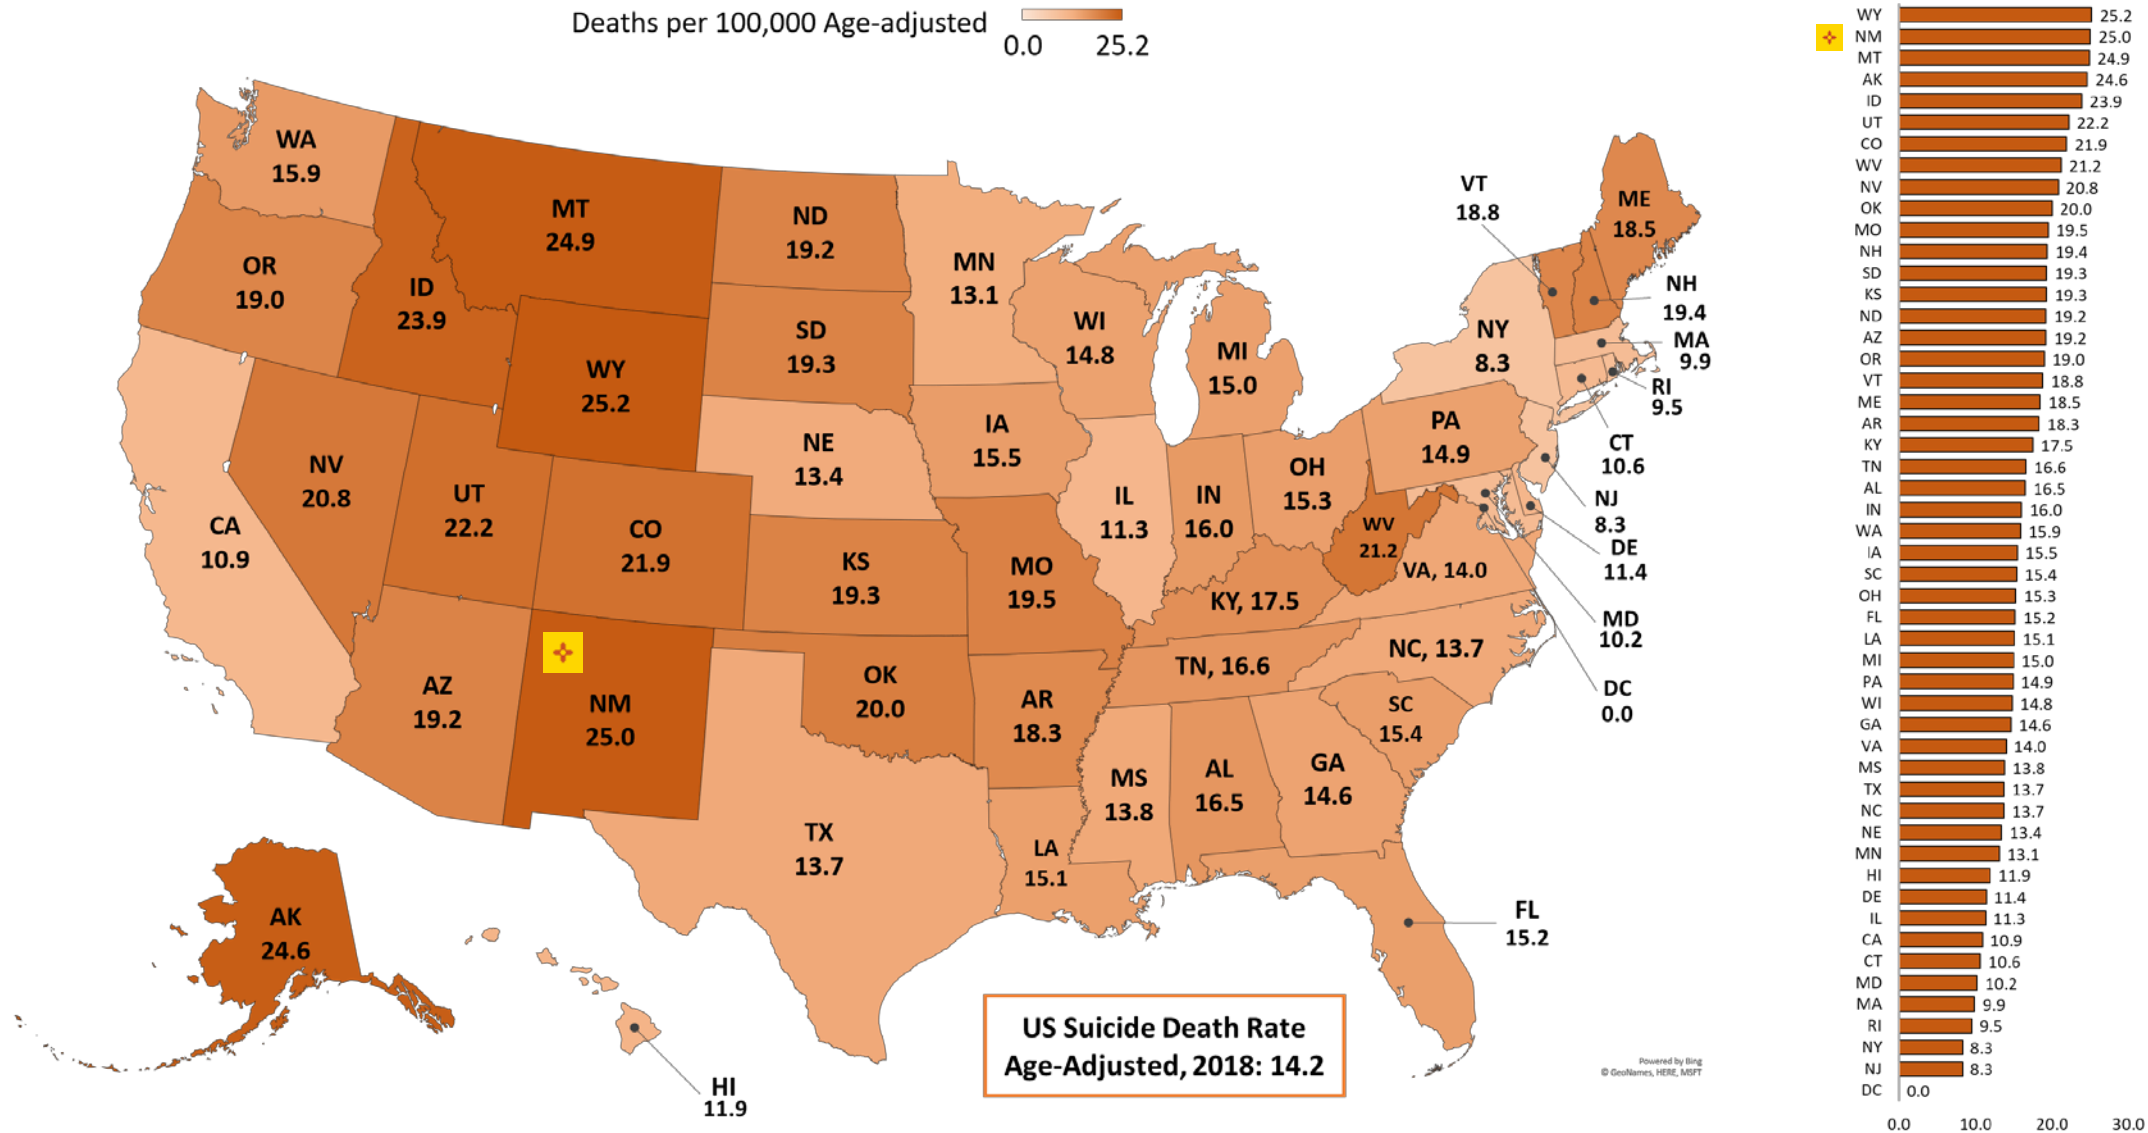 Deaths per 100,000 Age-adjusted
0.0 25.2
WA
15.9
OR
19.0
CA
10.9
ID
23.9
NV
20.8
MT
24.9
WY
25.2
UT
22.2
AZ
19.2
CO
21.9
NM
25.0
ND
19.2
SD
19.3
NE
13.4
KS
19.3
OK
20.0
TX
13.7
MN
13.1
IA
15.5
MO
19.5
AR
18.3
LA
15.1
WI
14.8
IL
11.3
MI
15.0
IN
16.0
OH
15.3
KY, 17.5
TN, 16.6
MS
13.8
AL
16.5
GA
14.6
SC
15.4
NC, 13.7
VA, 14.0
WV
21.2
PA
14.9
NY
8.3
VT
18.8
ME
18.5
NH
19.4
MA
9.9
RI
9.5
CT
10.6
NJ
8.3
DE
11.4
MD
10.2
DC
0.0
FL
15.2
AK
24.6
HI
11.9
US Suicide Death Rate
Age-Adjusted, 2018: 14.2
Powered by Bing
© GeoNames, HERE, MSFT
WY 25.2
NM 25.0
MT 24.9
AK 24.6
ID 23.9
UT 22.2
CO 21.9
WV 21.2
NV 20.8
OK 20.0
MO 19.5
NH 19.4
SD 19.3
KS 19.3
ND 19.2
AZ 19.2
OR 19.0
VT 18.8
ME 18.5
AR 18.3
KY 17.5
TN 16.6
AL 16.5
IN 16.0
WA 15.9
IA 15.5
SC 15.4
OH 15.3
FL 15.2
LA 15.1
MI 15.0
PA 14.9
WI 14.8
GA 14.6
VA 14.0
MS 13.8
TX 13.7
NC 13.7
NE 13.4
MN 13.1
HI 11.9
DE 11.4
IL 11.3
CA 10.9
CT 10.6
MD 10.2
MA 9.9
RI 9.5
NY 8.3
NJ 8.3
DC 0.0
0.0 10.0 20.0 30.0